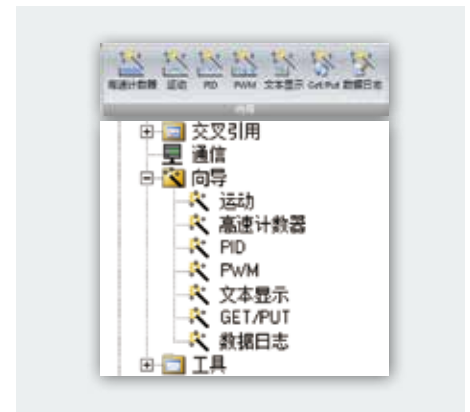 高速计数器 运动 PID PWM 文本显示 Get/Put 数据日志
向导
交叉引用
通信
向导
运动
高速计数器
PID
PWM
文本显示
GET/PUT
数据日志
工具